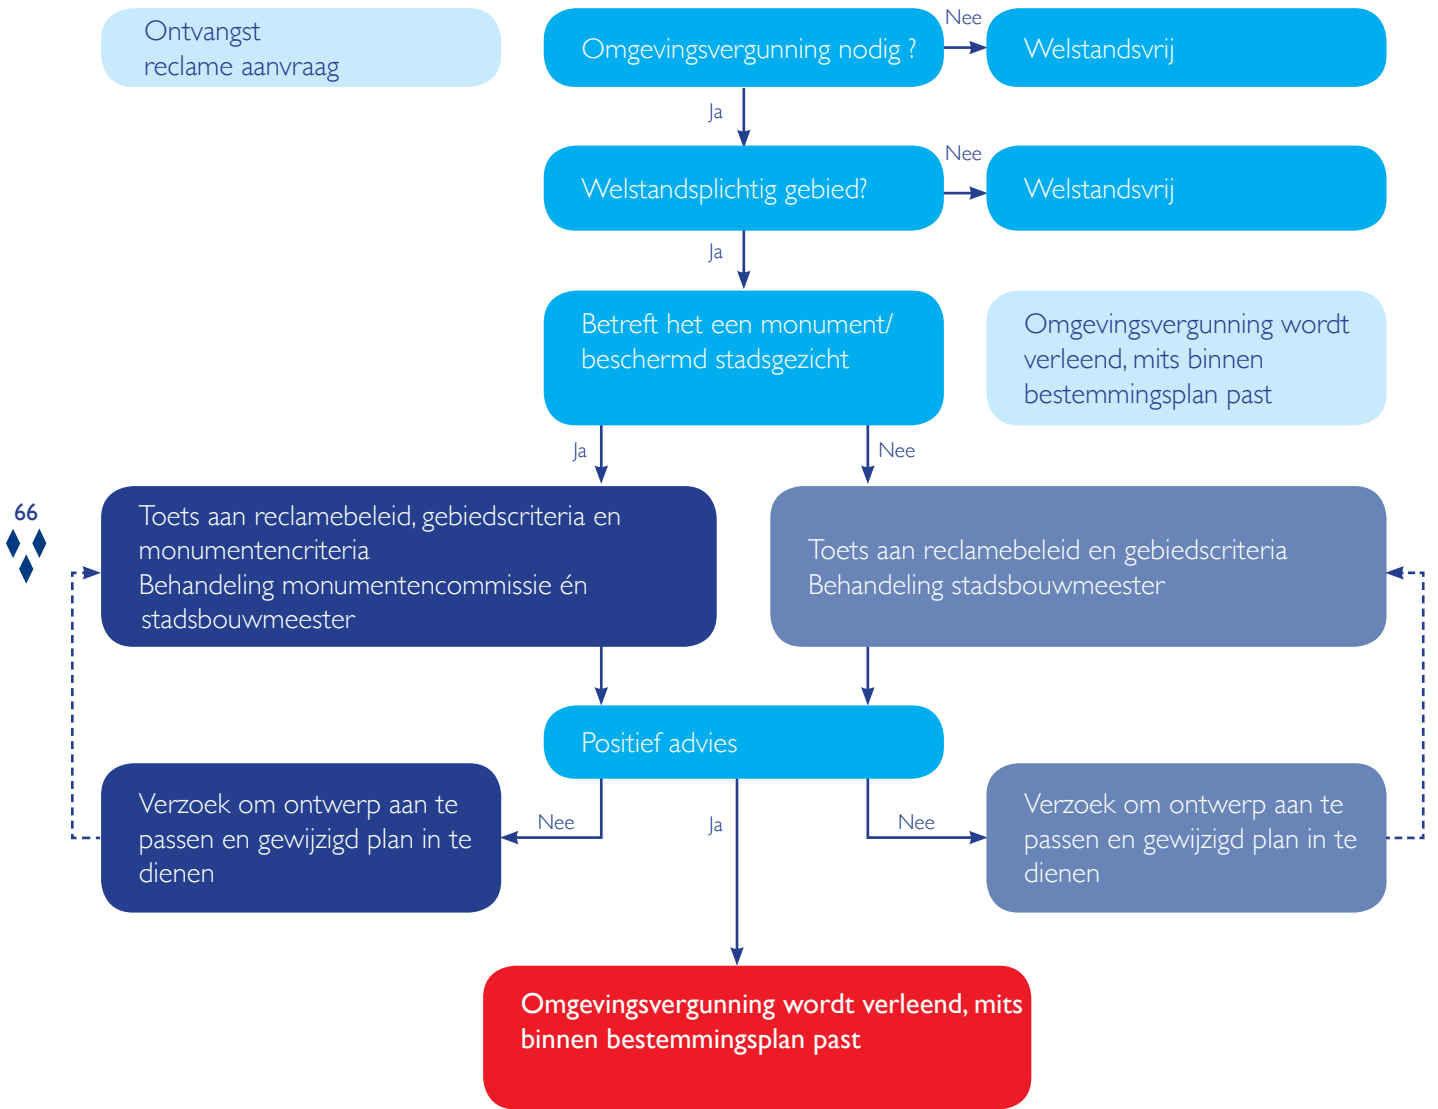 Ontvangst
reclame aanvraag
Omgevingsvergunning nodig ?
Nee
Welstandsvrij
Ja
Welstandsplichtig gebied?
Nee
Welstandsvrij
Ja
Betreft het een monument/
beschermd stadsgezicht
Omgevingsvergunning wordt
verleend, mits binnen
bestemmingsplan past
Ja
Nee
66
Toets aan reclamebeleid, gebiedscriteria en
monumentencriteria
Behandeling monumentencommissie én
stadsbouwmeester
Toets aan reclamebeleid en gebiedscriteria
Behandeling stadsbouwmeester
Positief advies
Verzoek om ontwerp aan te
passen en gewijzigd plan in te
dienen
Nee
Ja
Nee
Verzoek om ontwerp aan te
passen en gewijzigd plan in te
dienen
Omgevingsvergunning wordt verleend, mits
binnen bestemmingsplan past